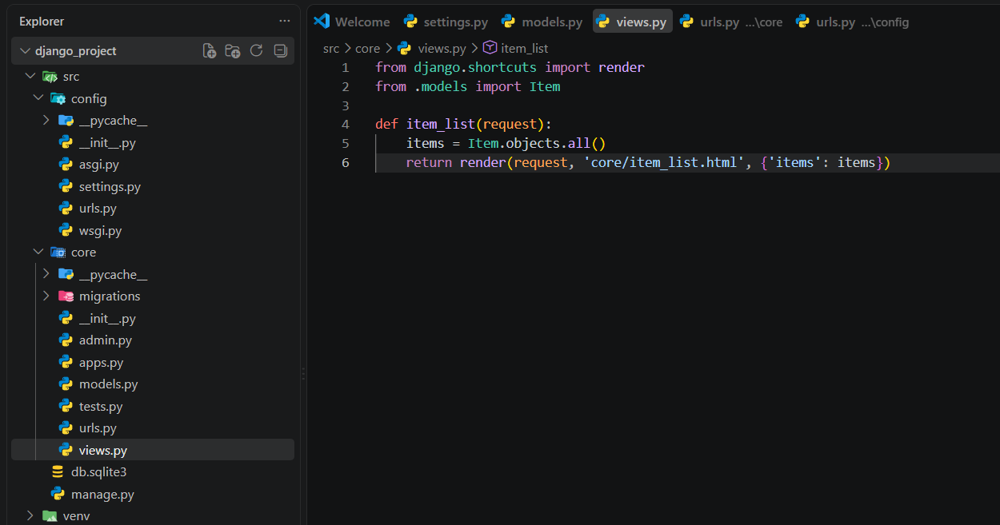 Explorer
django_project
src
config
__pycache__
__init__.py
asgi.py
settings.py
urls.py
wsgi.py
core
__pycache__
migrations
__init__.py
admin.py
apps.py
models.py
tests.py
urls.py
views.py
db.sqlite3
manage.py
venv
Welcome settings.py models.py views.py urls.py ...\core urls.py ...\config
src > core > views.py > item_list
1 from django.shortcuts import render
2 from .models import Item
3
4 def item_list(request):
5     items = Item.objects.all()
6     return render(request, 'core/item_list.html', {'items': items})